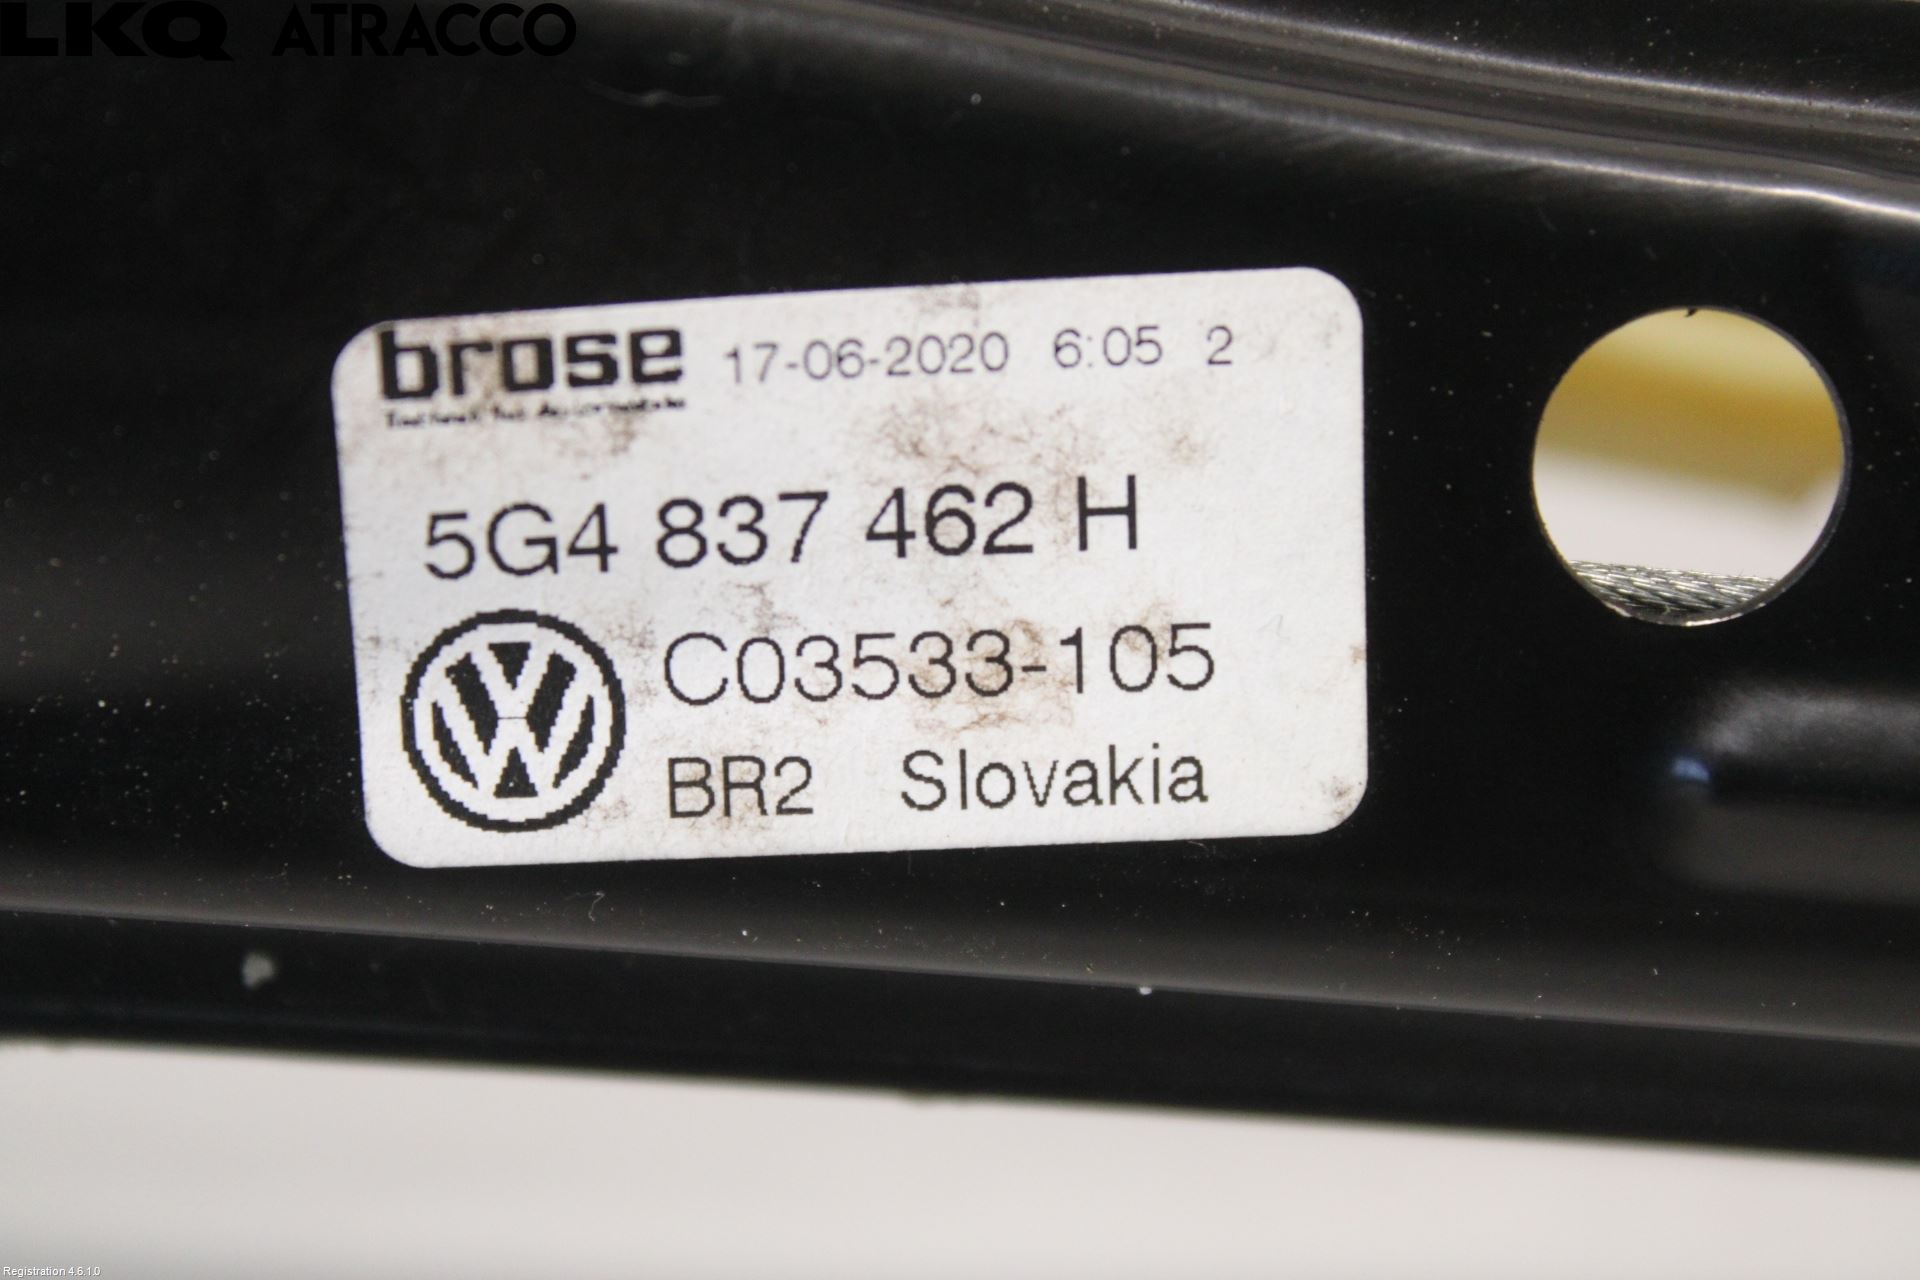 LKQ ATRACCO
brose 17-06-2020 6:05 2
5G4 837 462 H
C03533-105
BR2 Slovakia
Registration 4.6.1.0